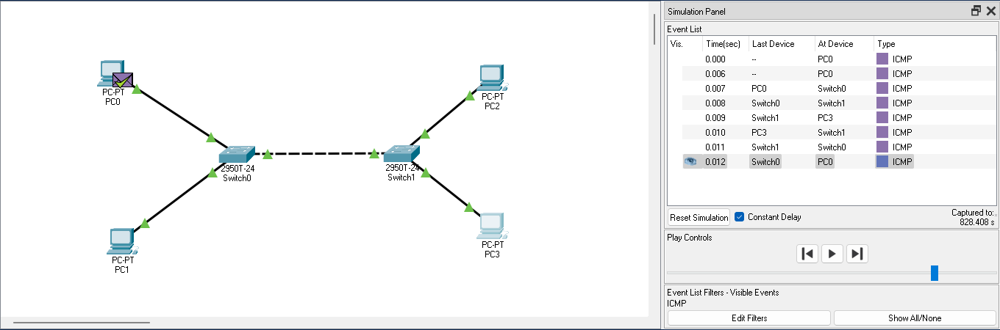 PC-PT
PC0
PC-PT
PC1
2950T-24
Switch0
2950T-24
Switch1
PC-PT
PC2
PC-PT
PC3
Simulation Panel
Event List
Vis. Time(sec) Last Device At Device Type
0.000 -- PC0 ICMP
0.006 -- PC0 ICMP
0.007 PC0 Switch0 ICMP
0.008 Switch0 Switch1 ICMP
0.009 Switch1 PC3 ICMP
0.010 PC3 Switch1 ICMP
0.011 Switch1 Switch0 ICMP
0.012 Switch0 PC0 ICMP
Reset Simulation Constant Delay
Captured to:
828.408 s
Play Controls
Event List Filters - Visible Events
ICMP
Edit Filters Show All/None